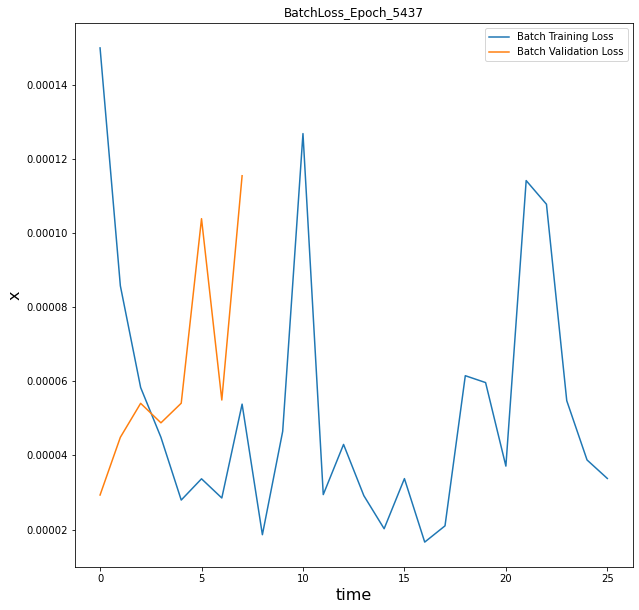 BatchLoss_Epoch_5437
Batch Training Loss
Batch Validation Loss
0.00014
0.00012
0.00010
0.00008
0.00006
0.00004
0.00002
x
0 5 10 15 20 25
time